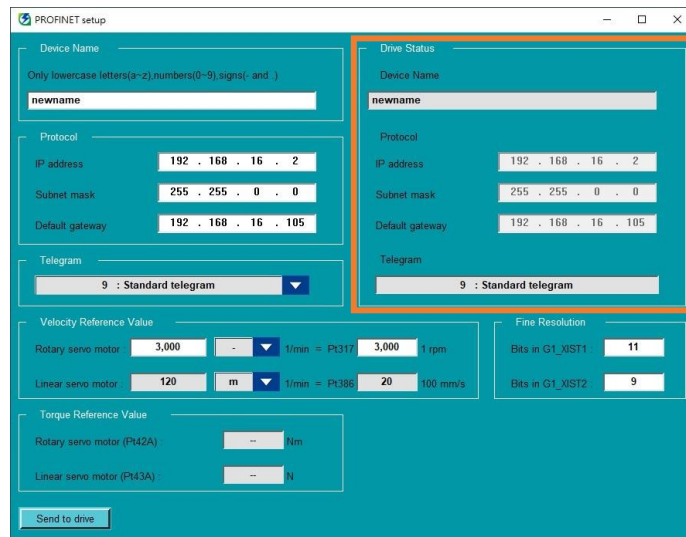 PROFINET setup
Device Name
Only lowercase letters(a~z),numbers(0~9),signs(- and .)
newname
Protocol
IP address 192 . 168 . 16 . 2
Subnet mask 255 . 255 . 0 . 0
Default gateway 192 . 168 . 16 . 105
Telegram
9 : Standard telegram
Drive Status
Device Name
newname
Protocol
IP address 192 . 168 . 16 . 2
Subnet mask 255 . 255 . 0 . 0
Default gateway 192 . 168 . 16 . 105
Telegram
9 : Standard telegram
Velocity Reference Value
Rotary servo motor : 3,000 - 1/min = Pt317 3,000 1 rpm
Linear servo motor : 120 m 1/min = Pt386 20 100 mm/s
Fine Resolution
Bits in G1_XIST1 : 11
Bits in G1_XIST2 : 9
Torque Reference Value
Rotary servo motor (Pt42A) : -- Nm
Linear servo motor (Pt43A) : -- N
Send to drive